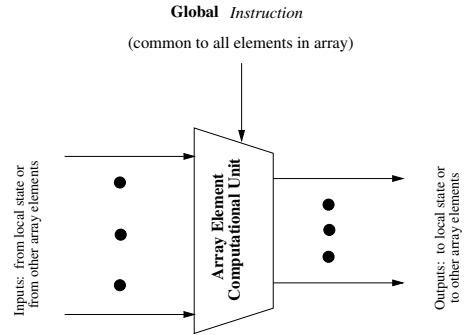 Global Instruction
(common to all elements in array)
Inputs: from local state or
from other array elements
Array Element
Computational Unit
Outputs: to local state or
to other array elements